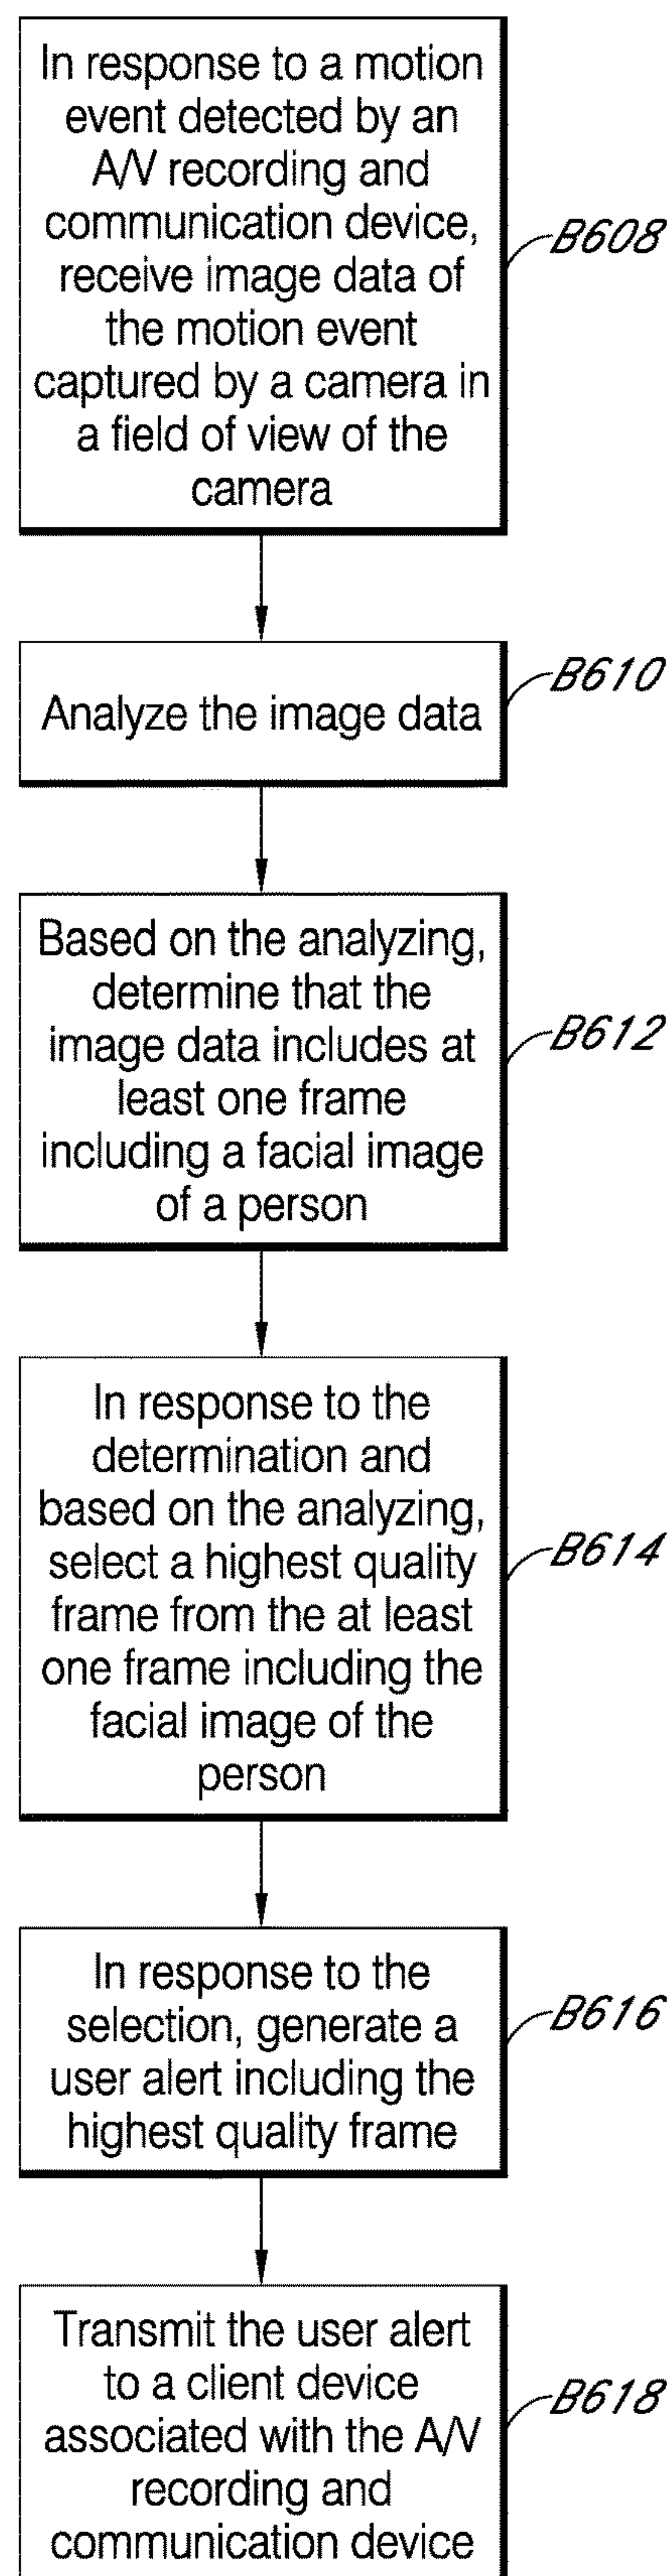 In response to a motion
event detected by an
A/V recording and
communication device,
receive image data of
the motion event
captured by a camera in
a field of view of the
camera
B608
Analyze the image data
B610
Based on the analyzing,
determine that the
image data includes at
least one frame
including a facial image
of a person
B612
In response to the
determination and
based on the analyzing,
select a highest quality
frame from the at least
one frame including the
facial image of the
person
B614
In response to the
selection, generate a
user alert including the
highest quality frame
B616
Transmit the user alert
to a client device
associated with the A/V
recording and
communication device
B618